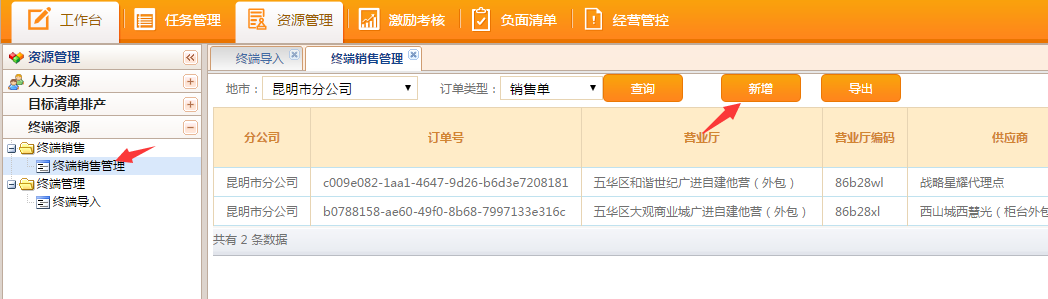 工作台 任务管理 资源管理 激励考核 负面清单 经营管控
资源管理
人力资源
目标清单排产
终端资源
终端销售
终端销售管理
终端管理
终端导入
终端导入 终端销售管理
地市： 昆明市分公司 订单类型： 销售单 查询 新增 导出
分公司 订单号 营业厅 营业厅编码 供应商
昆明市分公司 c009e082-1aa1-4647-9d26-b6d3e7208181 五华区和谐世纪广进自建他营（外包） 86b28wl 战略星耀代理点
昆明市分公司 b0788158-ae60-49f0-8b68-7997133e316c 五华区大观商业城广进自建他营（外包） 86b28xl 西山城西慧光（柜台外包
共有 2 条数据